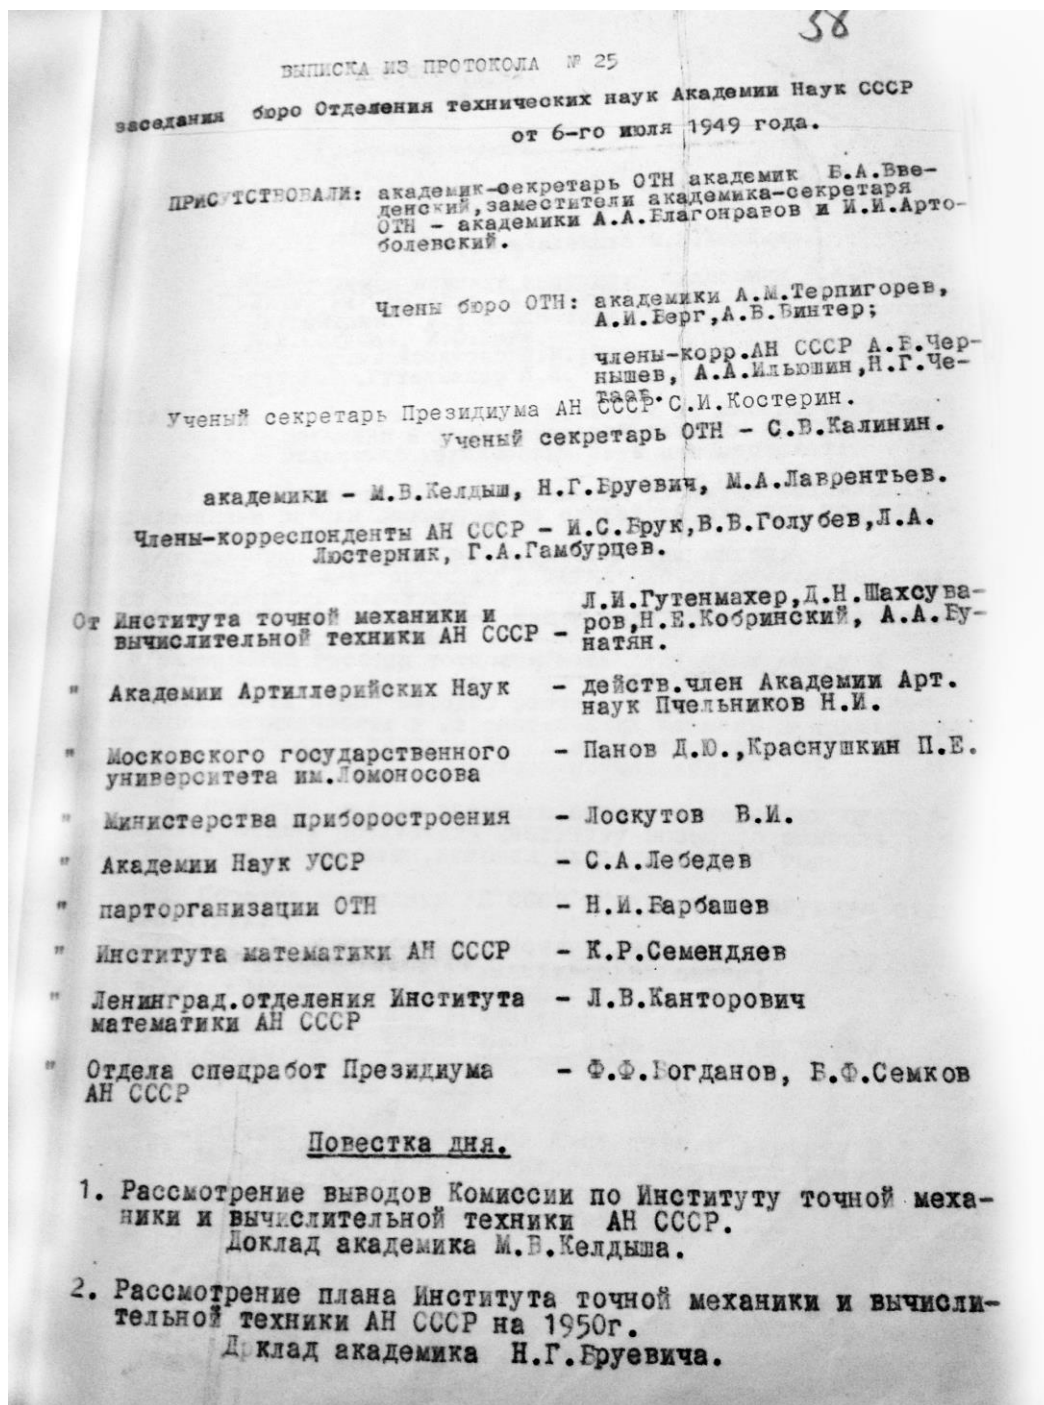 58
ВЫПИСКА ИЗ ПРОТОКОЛА № 25
заседания бюро Отделения технических наук Академии Наук СССР
от 6-го июля 1949 года.
ПРИСУТСТВОВАЛИ: академик-секретарь ОТН академик Б.А.Вве-
денский, заместители академика-секретаря
ОТН - академики А.А.Благонравов и И.И.Арто-
болевский.
Члены бюро ОТН: академики А.М.Терпигорев,
А.И.Берг, А.В.Винтер;
члены-корр.АН СССР А.Б.Чер-
нышев, А.А.Ильюшин, Н.Г.Че-
таев.
Ученый секретарь Президиума АН СССР С.И.Костерин.
Ученый секретарь ОТН - С.В.Калинин.
академики - М.В.Келдыш, Н.Г.Бруевич, М.А.Лаврентьев.
Члены-корреспонденты АН СССР - И.С.Брук, В.В.Голубев, Л.А.
Люстерник, Г.А.Гамбурцев.
Л.И.Гутенмахер, Д.Н.Шахсува-
От Института точной механики и ров, Н.Е.Кобринский, А.А.Бу-
вычислительной техники АН СССР - натян.
" Академии Артиллерийских Наук - действ.член Академии Арт.
наук Пчельников Н.И.
" Московского государственного - Панов Д.Ю., Краснушкин П.Е.
университета им.Ломоносова
" Министерства приборостроения - Лоскутов В.И.
" Академии Наук УССР - С.А.Лебедев
" парторганизации ОТН - Н.И.Барбашев
" Института математики АН СССР - К.Р.Семендяев
" Ленинград.отделения Института - Л.В.Канторович
математики АН СССР
" Отдела спецработ Президиума - Ф.Ф.Богданов, Б.Ф.Семков
АН СССР
Повестка дня.
1. Рассмотрение выводов Комиссии по Институту точной меха-
ники и вычислительной техники АН СССР.
Доклад академика М.В.Келдыша.
2. Рассмотрение плана Института точной механики и вычисли-
тельной техники АН СССР на 1950г.
Доклад академика Н.Г.Бруевича.